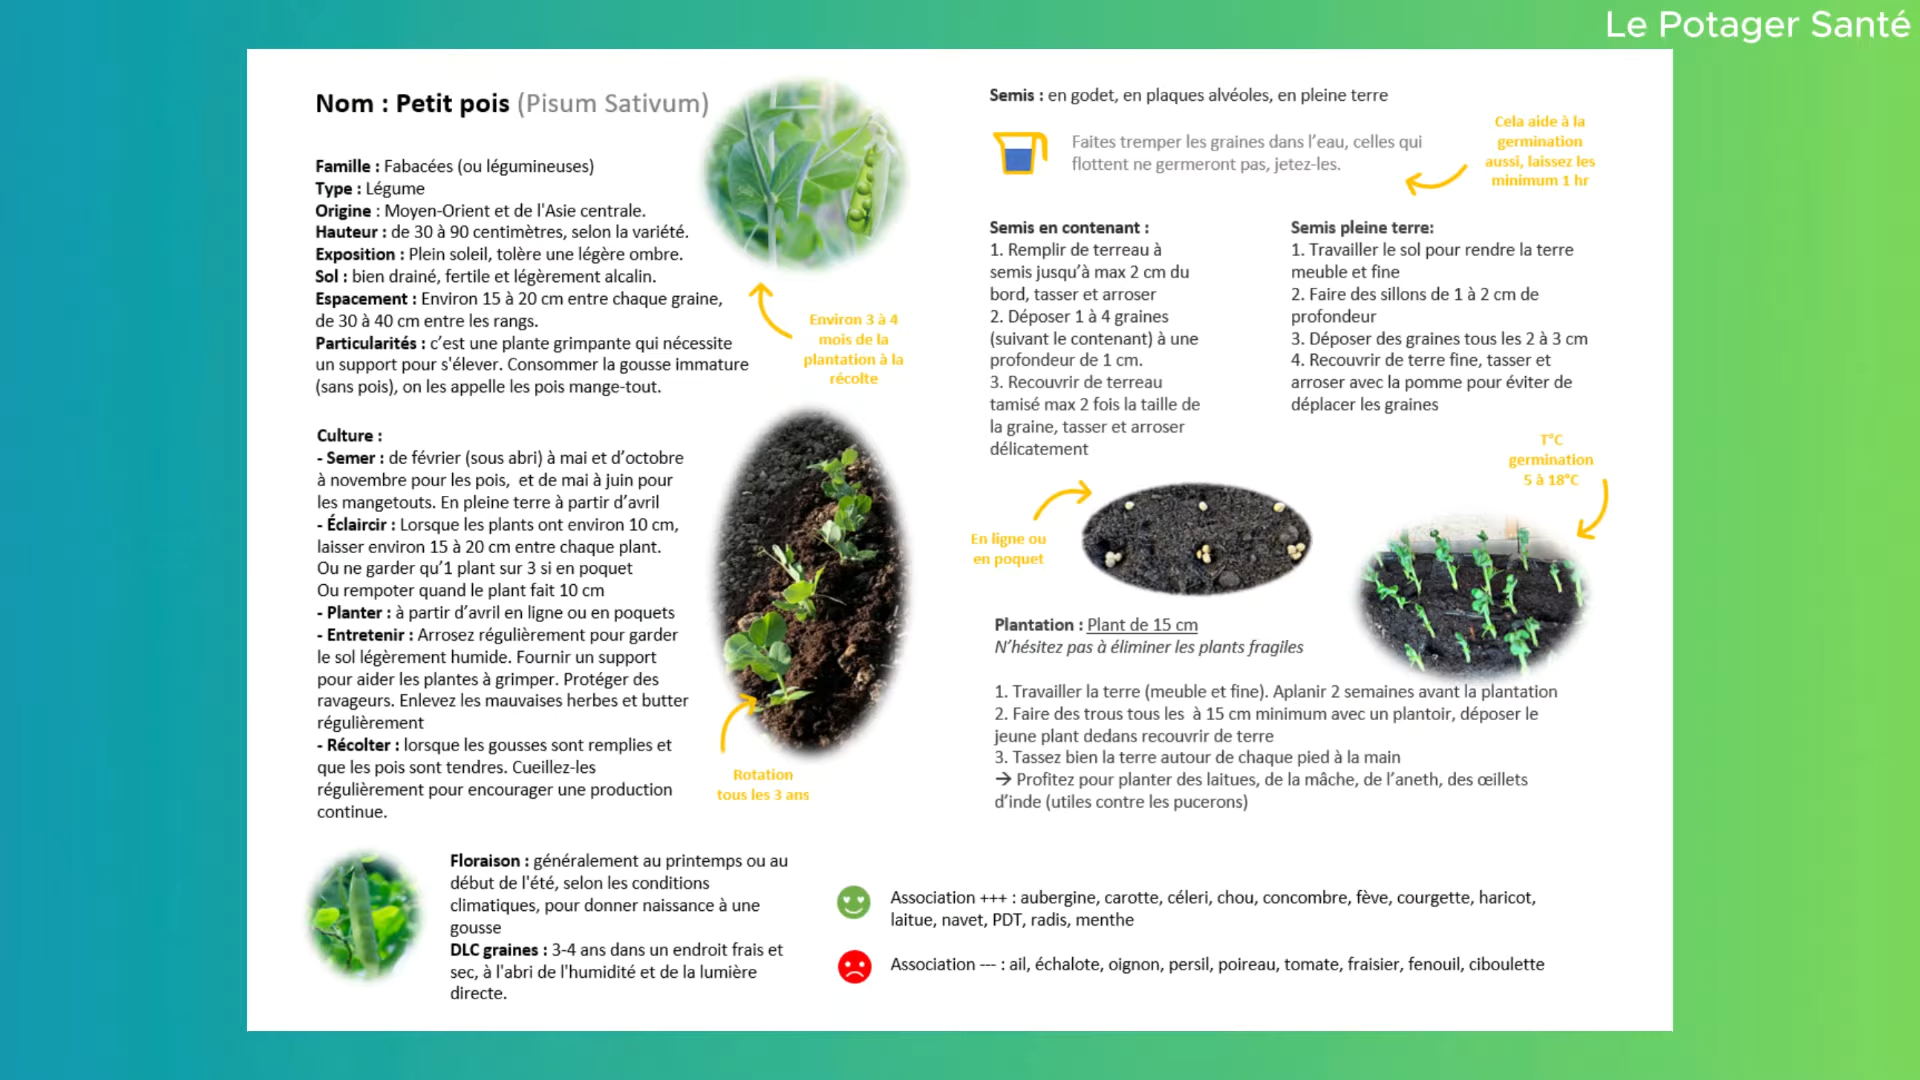 Le Potager Santé
Nom : Petit pois (Pisum Sativum)
Famille : Fabacées (ou légumineuses)
Type : Légume
Origine : Moyen-Orient et de l'Asie centrale.
Hauteur : de 30 à 90 centimètres, selon la variété.
Exposition : Plein soleil, tolère une légère ombre.
Sol : bien drainé, fertile et légèrement alcalin.
Espacement : Environ 15 à 20 cm entre chaque graine,
de 30 à 40 cm entre les rangs.
Particularités : c’est une plante grimpante qui nécessite
un support pour s'élever. Consommer la gousse immature
(sans pois), on les appelle les pois mange-tout.
Environ 3 à 4
mois de la
plantation à la
récolte
Culture :
- Semer : de février (sous abri) à mai et d’octobre
à novembre pour les pois,  et de mai à juin pour
les mangetouts. En pleine terre à partir d’avril
- Éclaircir : Lorsque les plants ont environ 10 cm,
laisser environ 15 à 20 cm entre chaque plant.
Ou ne garder qu’1 plant sur 3 si en poquet
Ou rempoter quand le plant fait 10 cm
- Planter : à partir d’avril en ligne ou en poquets
- Entretenir : Arrosez régulièrement pour garder
le sol légèrement humide. Fournir un support
pour aider les plantes à grimper. Protéger des
ravageurs. Enlevez les mauvaises herbes et butter
régulièrement
- Récolter : lorsque les gousses sont remplies et
que les pois sont tendres. Cueillez-les
régulièrement pour encourager une production
continue.
Rotation
tous les 3 ans
Floraison : généralement au printemps ou au
début de l'été, selon les conditions
climatiques, pour donner naissance à une
gousse
DLC graines : 3-4 ans dans un endroit frais et
sec, à l'abri de l'humidité et de la lumière
directe.
Semis : en godet, en plaques alvéoles, en pleine terre
Faites tremper les graines dans l’eau, celles qui
flottent ne germeront pas, jetez-les.
Cela aide à la
germination
aussi, laissez les
minimum 1 hr
Semis en contenant :
1. Remplir de terreau à
semis jusqu’à max 2 cm du
bord, tasser et arroser
2. Déposer 1 à 4 graines
(suivant le contenant) à une
profondeur de 1 cm.
3. Recouvrir de terreau
tamisé max 2 fois la taille de
la graine, tasser et arroser
délicatement
Semis pleine terre:
1. Travailler le sol pour rendre la terre
meuble et fine
2. Faire des sillons de 1 à 2 cm de
profondeur
3. Déposer des graines tous les 2 à 3 cm
4. Recouvrir de terre fine, tasser et
arroser avec la pomme pour éviter de
déplacer les graines
T°C
germination
5 à 18°C
En ligne ou
en poquet
Plantation : Plant de 15 cm
N’hésitez pas à éliminer les plants fragiles
1. Travailler la terre (meuble et fine). Aplanir 2 semaines avant la plantation
2. Faire des trous tous les  à 15 cm minimum avec un plantoir, déposer le
jeune plant dedans recouvrir de terre
3. Tassez bien la terre autour de chaque pied à la main
→ Profitez pour planter des laitues, de la mâche, de l’aneth, des œillets
d’inde (utiles contre les pucerons)
Association +++ : aubergine, carotte, céleri, chou, concombre, fève, courgette, haricot,
laitue, navet, PDT, radis, menthe
Association --- : ail, échalote, oignon, persil, poireau, tomate, fraisier, fenouil, ciboulette